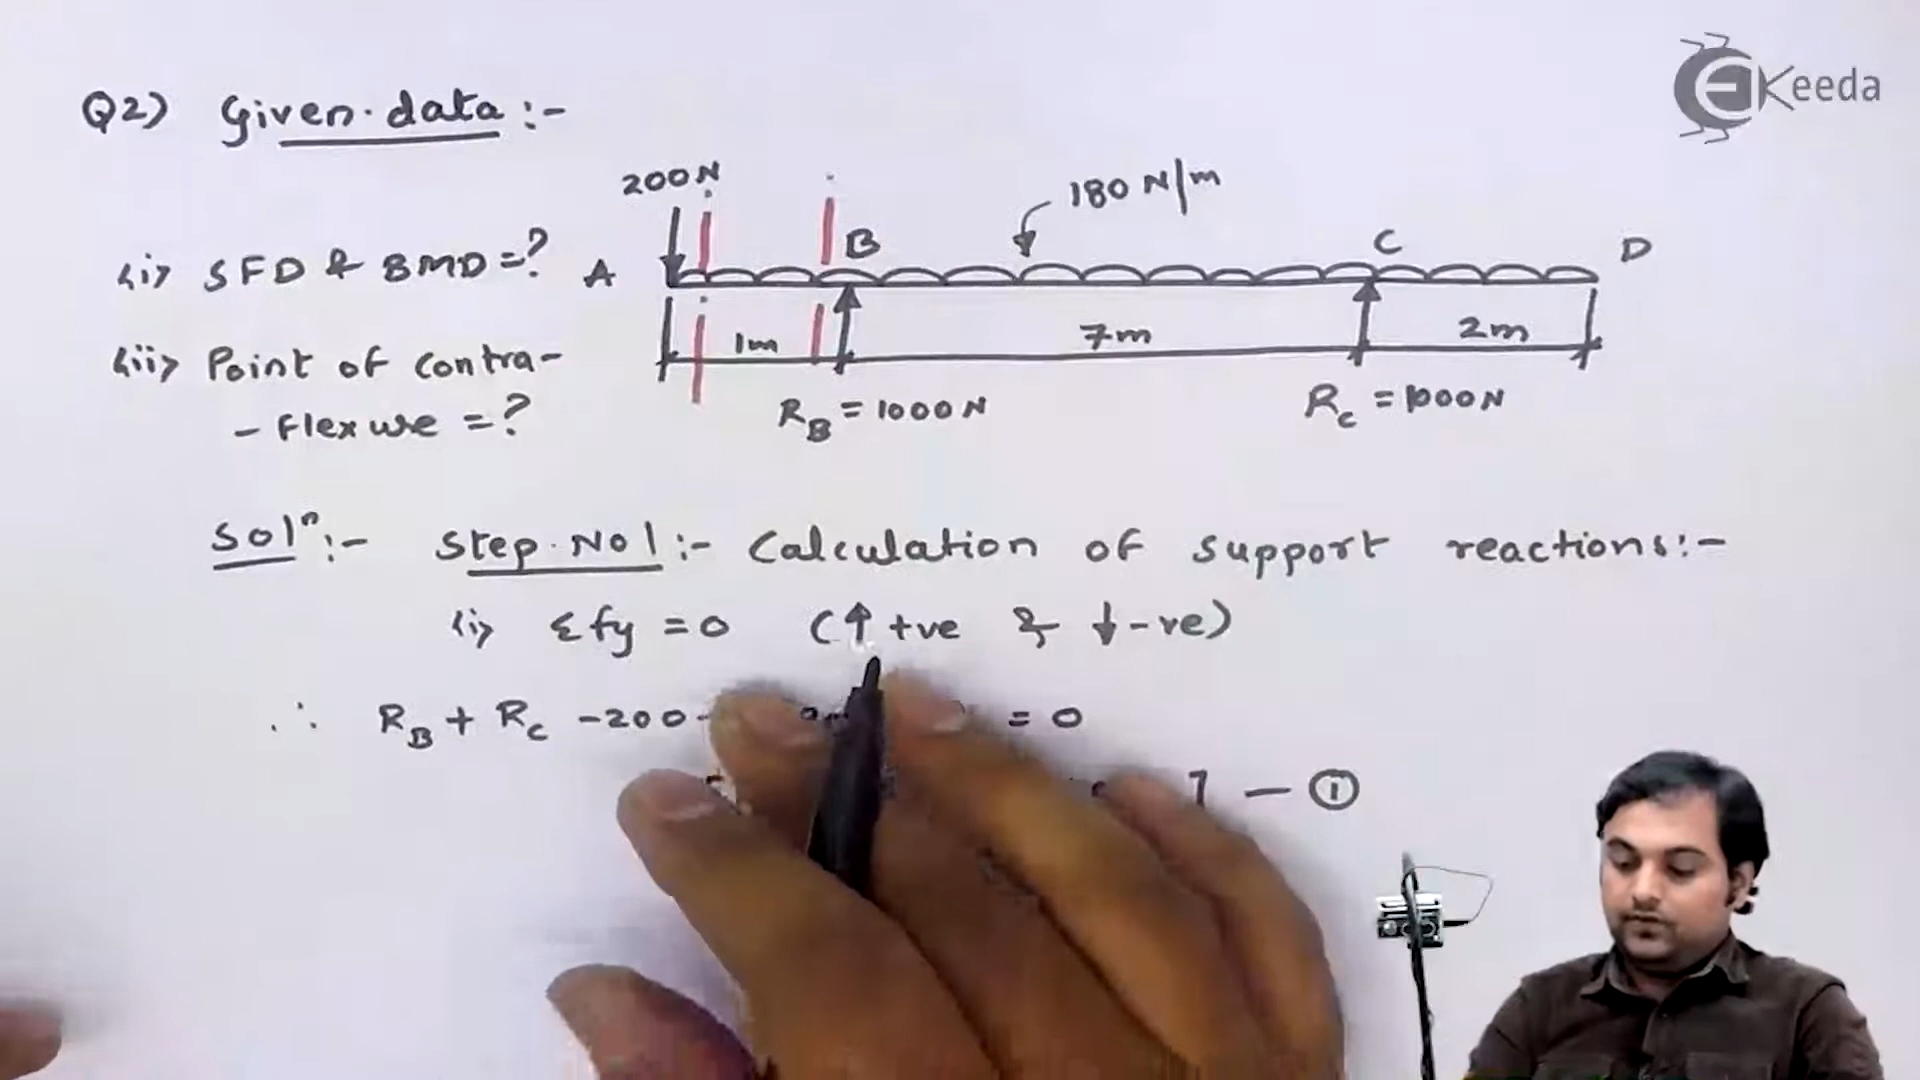 EKeeda
Q2) Given data :-
200N
180 N/m
(i) SFD & BMD = ?
A
B
C
D
1m
7m
2m
(ii) Point of contra-
- flexure = ?
RB = 1000N
RC = 1000N
Solⁿ :- Step No 1 :- Calculation of support reactions :-
(i) Σfy = 0 (↑ +ve & ↓ -ve)
∴ RB + RC -200- = 0
— ①